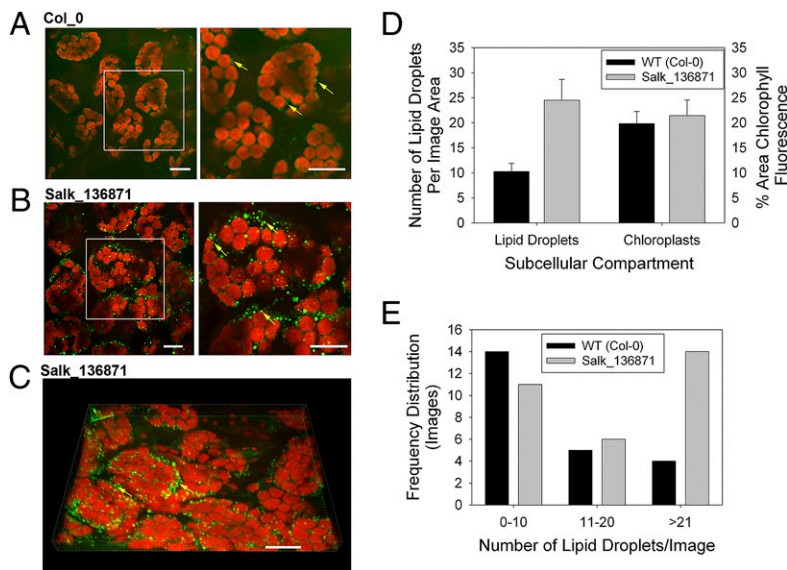 A
Col_0
B
Salk_136871
C
Salk_136871
D
Number of Lipid Droplets
Per Image Area
35
30
25
20
15
10
5
0
WT (Col-0)
Salk_136871
35
30
25
20
15
10
5
0
% Area Chlorophyll
Fluorescence
Lipid Droplets
Chloroplasts
Subcellular Compartment
E
Frequency Distribution
(Images)
16
14
12
10
8
6
4
2
0
WT (Col-0)
Salk_136871
0-10
11-20
>21
Number of Lipid Droplets/Image